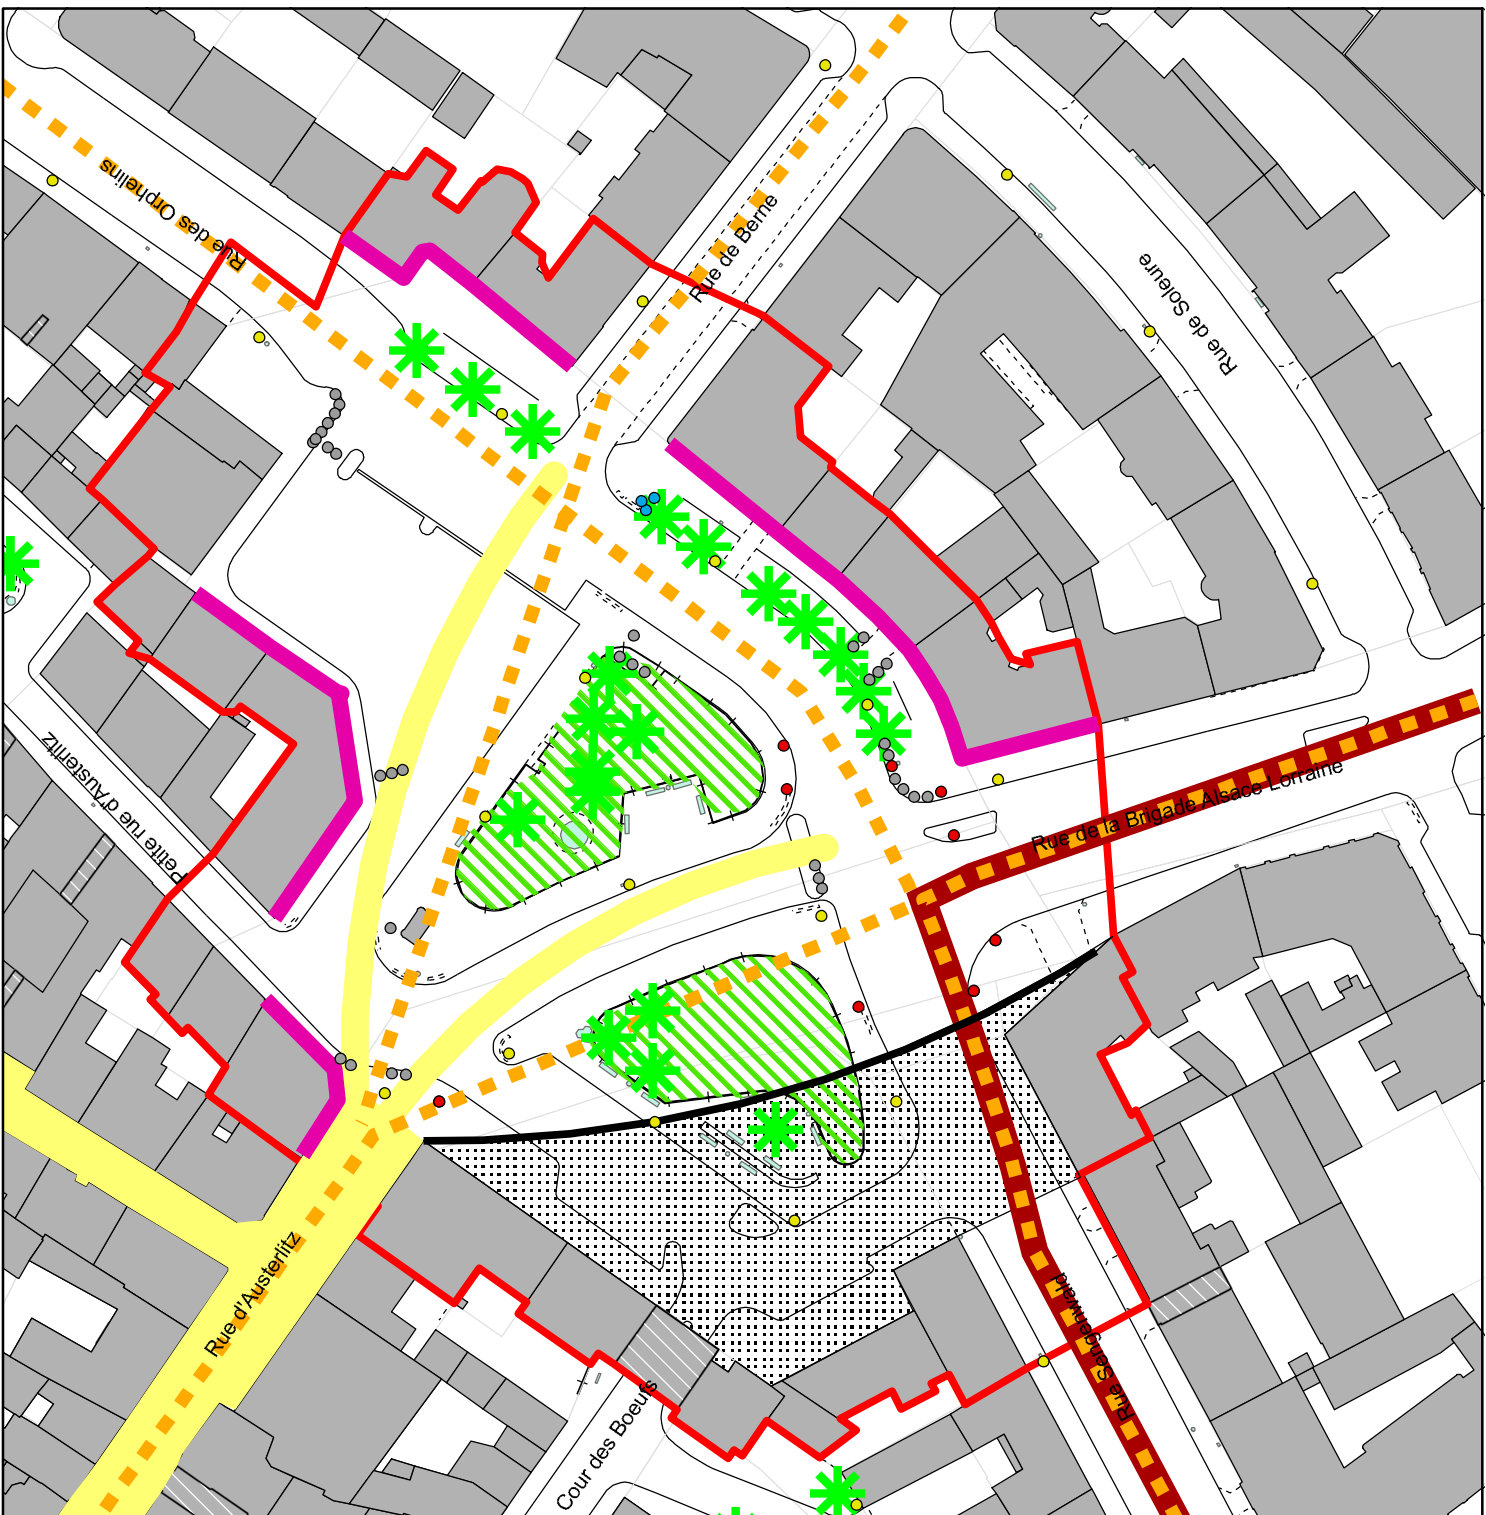 Rue des Orphelins
Rue de Berne
Rue de Soleure
Petite rue d'Austerlitz
Rue de la Brigade Alsace Lorraine
Rue d'Austerlitz
Rue Sengenwald
Cour des Boeufs